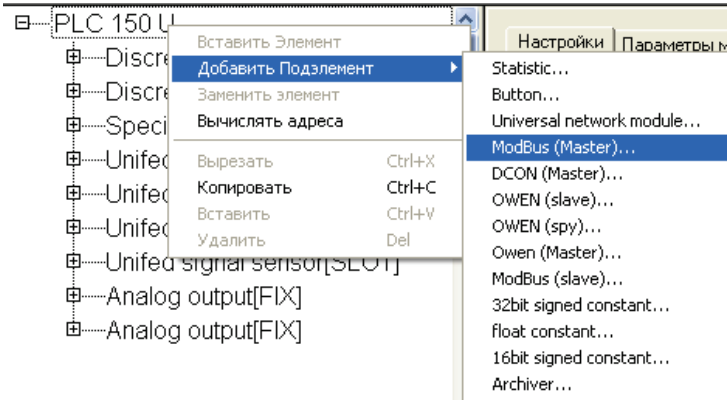 PLC 150 U
Discre
Discre
Speci
Unifed
Unifed
Unifed
Unifed signal sensor[SLOT]
Analog output[FIX]
Analog output[FIX]
Вставить Элемент
Добавить Подэлемент
Заменить элемент
Вычислять адреса
Вырезать Ctrl+X
Копировать Ctrl+C
Вставить Ctrl+V
Удалить Del
Настройки Параметры м
Statistic...
Button...
Universal network module...
ModBus (Master)...
DCON (Master)...
OWEN (slave)...
OWEN (spy)...
Owen (Master)...
ModBus (slave)...
32bit signed constant...
float constant...
16bit signed constant...
Archiver...